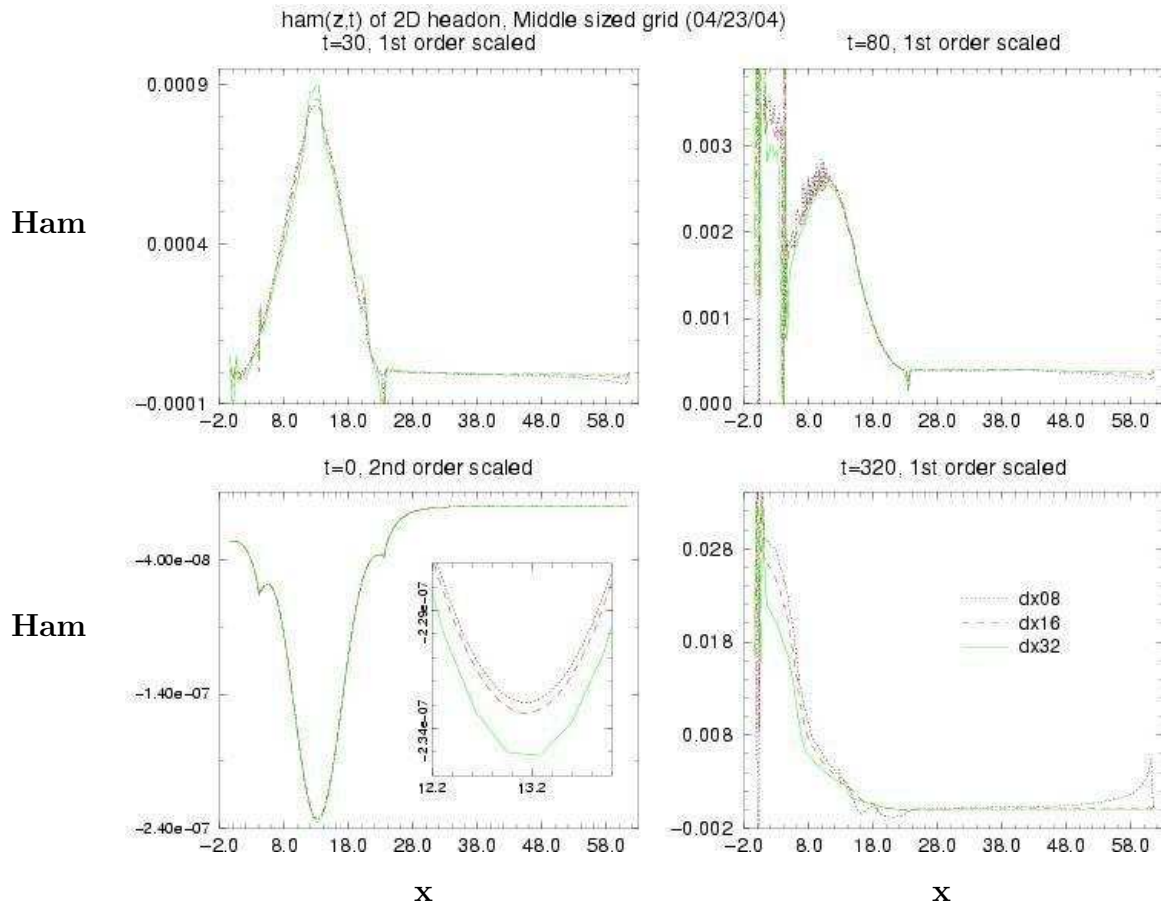 ham(z,t) of 2D headon, Middle sized grid (04/23/04)
t=30, 1st order scaled
t=80, 1st order scaled
Ham
0.0009
0.0004
−0.0001
−2.0 8.0 18.0 28.0 38.0 48.0 58.0
0.003
0.002
0.001
0.000
−2.0 8.0 18.0 28.0 38.0 48.0 58.0
t=0, 2nd order scaled
t=320, 1st order scaled
Ham
−4.00e−08
−1.40e−07
−2.40e−07
−2.0 8.0 18.0 28.0 38.0 48.0 58.0
−2.29e−07
−2.34e−07
12.2 13.2
0.028
0.018
0.008
−0.002
−2.0 8.0 18.0 28.0 38.0 48.0 58.0
dx08
dx16
dx32
x
x